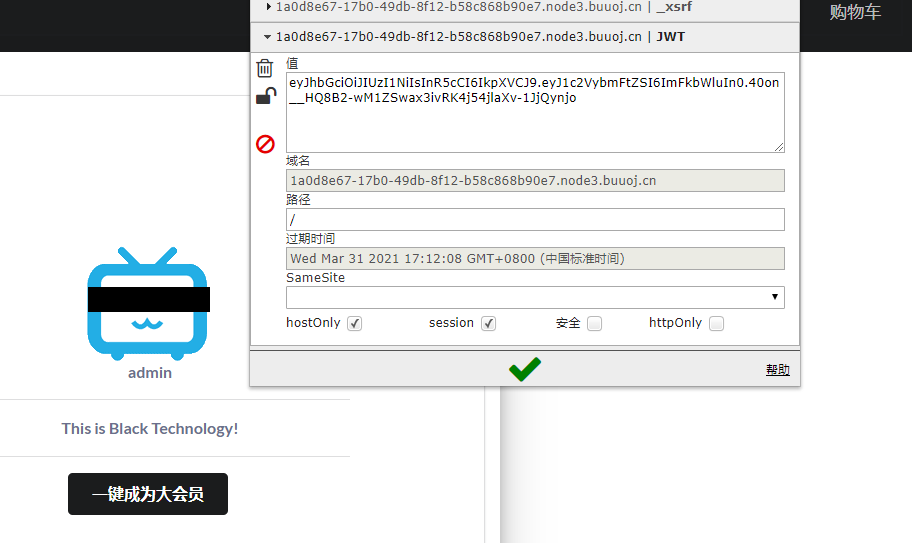 1a0d8e67-17b0-49db-8f12-b58c868b90e7.node3.buuoj.cn | _xsrf
购物车
1a0d8e67-17b0-49db-8f12-b58c868b90e7.node3.buuoj.cn | JWT
值
eyJhbGciOiJIUzI1NiIsInR5cCI6IkpXVCJ9.eyJ1c2VybmFtZSI6ImFkbWluIn0.40on
__HQ8B2-wM1ZSwax3ivRK4j54jlaXv-1JjQynjo
域名
1a0d8e67-17b0-49db-8f12-b58c868b90e7.node3.buuoj.cn
路径
/
过期时间
Wed Mar 31 2021 17:12:08 GMT+0800 (中国标准时间)
SameSite
hostOnly session 安全 httpOnly
帮助
admin
This is Black Technology!
一键成为大会员